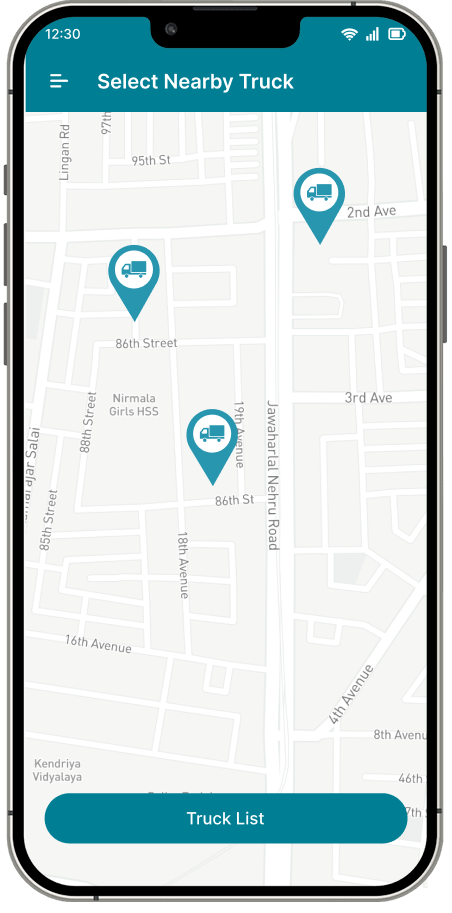 12:30
Select Nearby Truck
Lingan Rd
97th
95th St
2nd Ave
86th Street
Nirmala
Girls HSS
3rd Ave
88th Street
19th Avenue
Jawaharlal Nehru Road
marajar Salai
86th St
85th Street
18th Avenue
16th Avenue
4th Avenue
8th Avenu
Kendriya
Vidyalaya
46th
7th S
Truck List